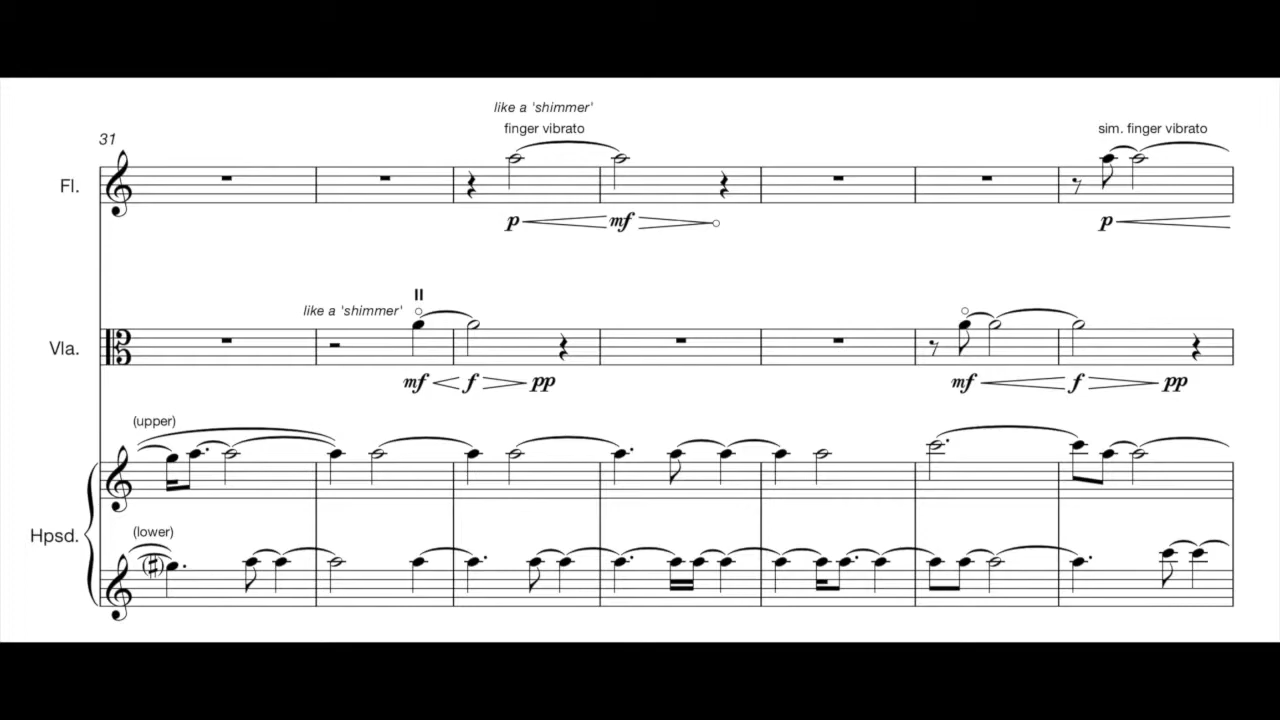 like a 'shimmer'
31
finger vibrato
sim. finger vibrato
Fl.
p
mf
p
II
like a 'shimmer'
Vla.
mf
f
pp
mf
f
pp
(upper)
Hpsd.
(lower)